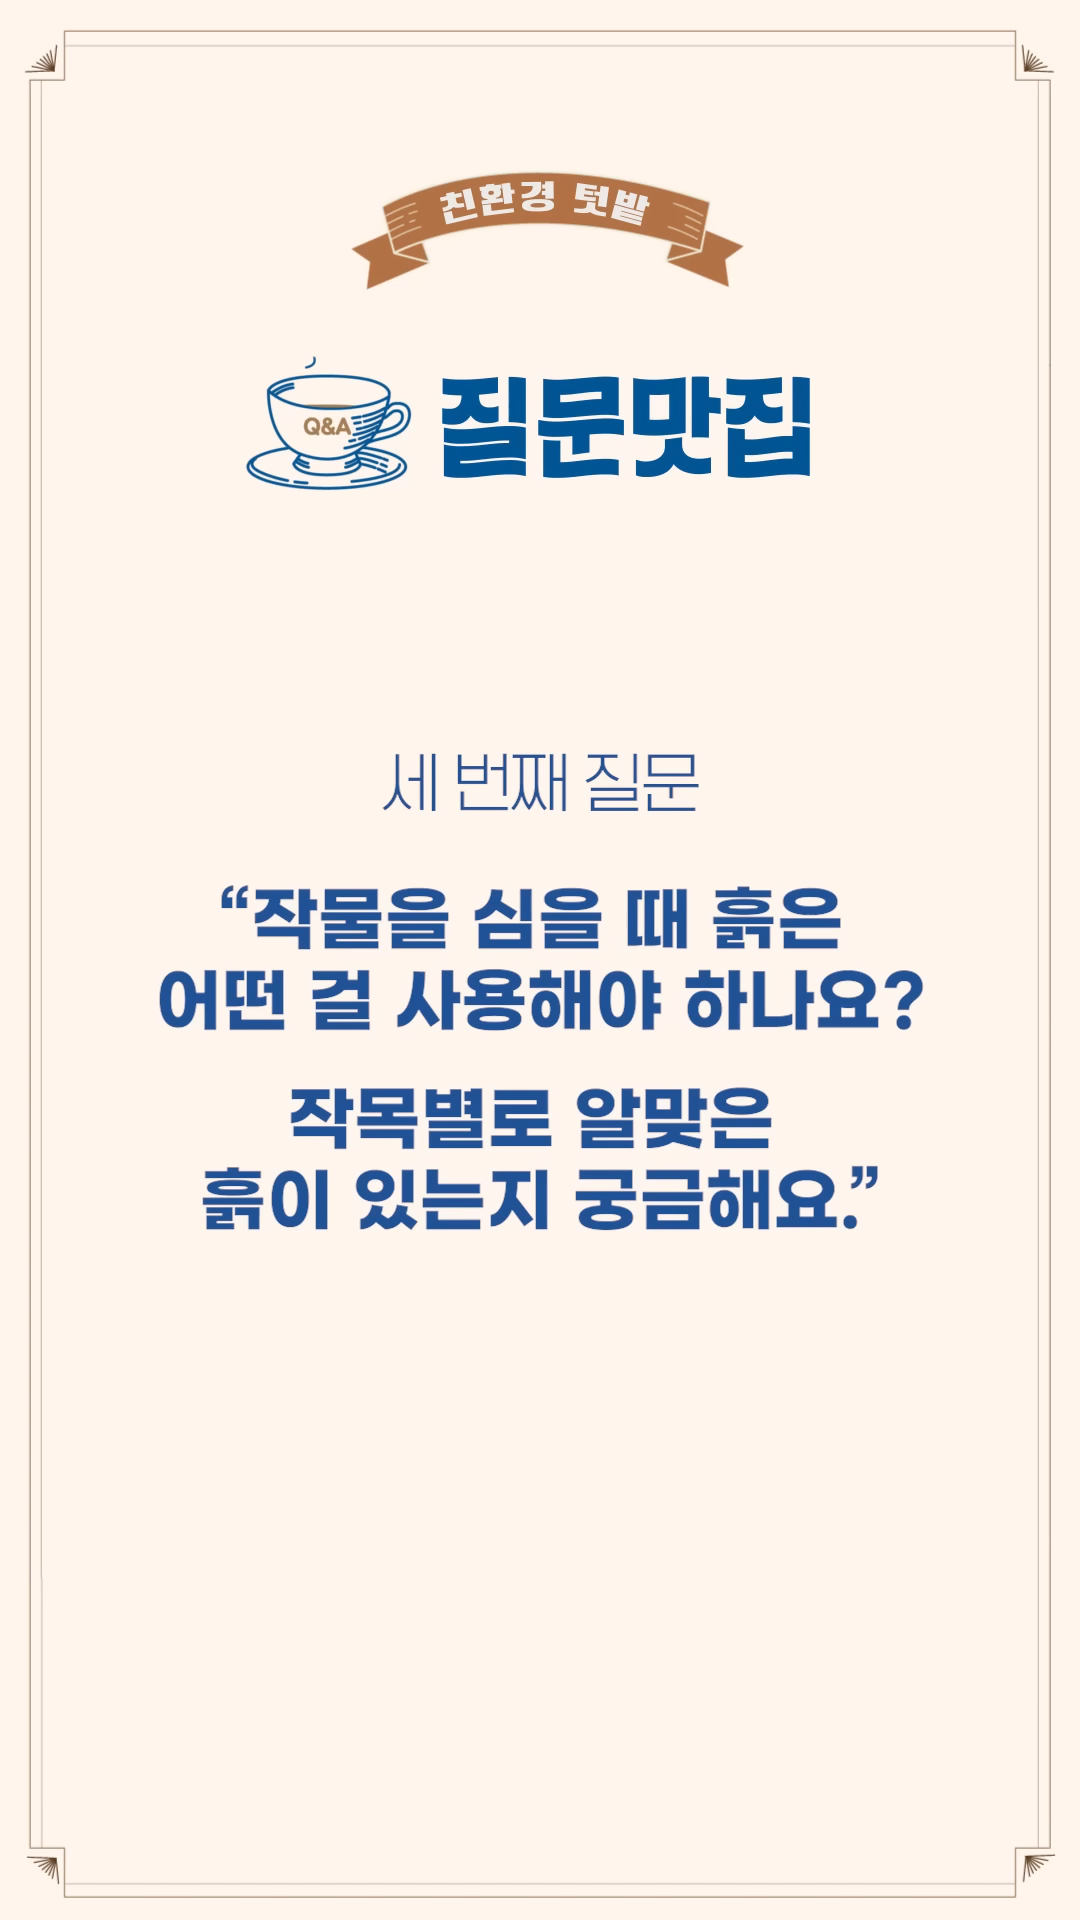 친환경 텃밭
Q&A
질문맛집
세 번째 질문
“작물을 심을 때 흙은
어떤 걸 사용해야 하나요?
작목별로 알맞은
흙이 있는지 궁금해요.”